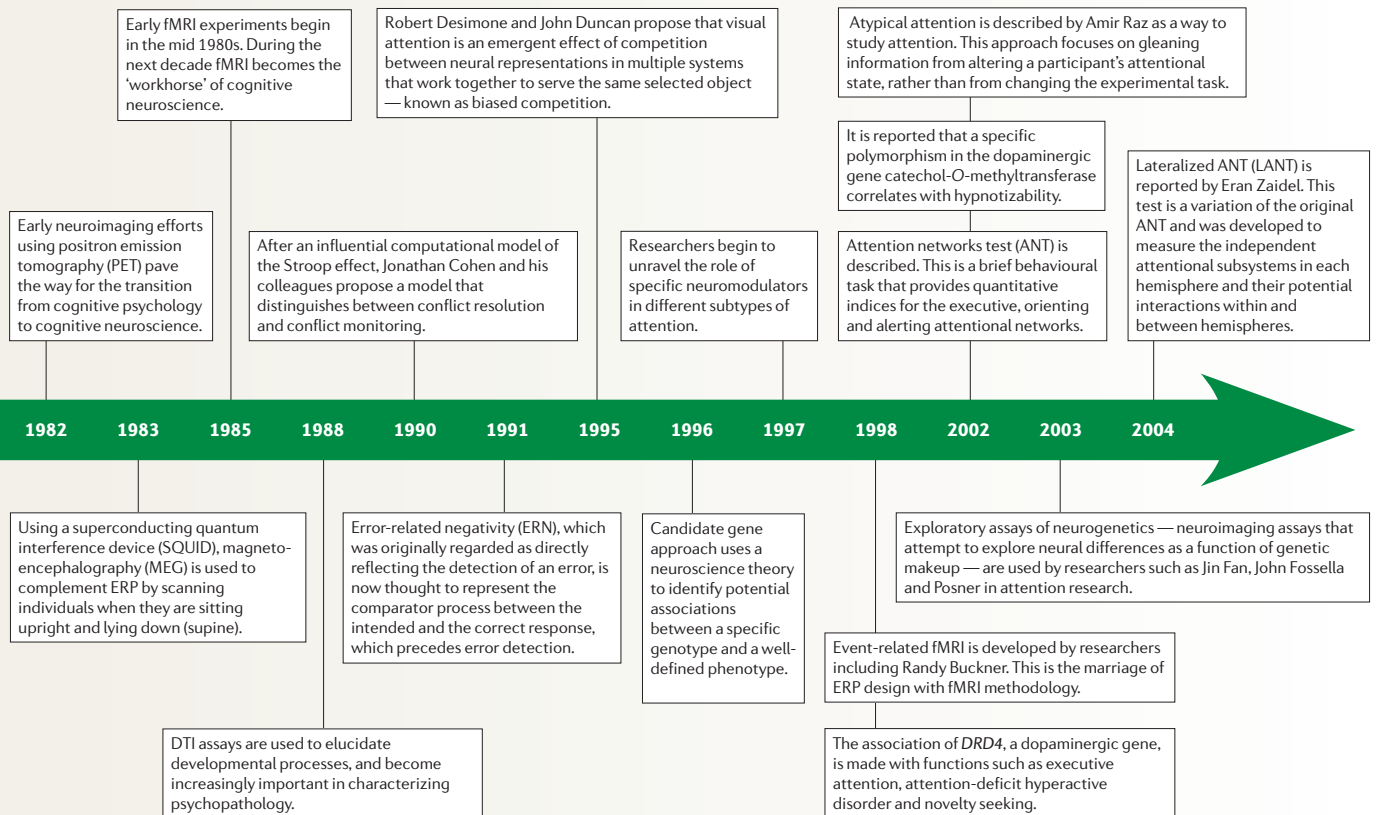 Early fMRI experiments begin
in the mid 1980s. During the
next decade fMRI becomes the
‘workhorse’ of cognitive
neuroscience.
Robert Desimone and John Duncan propose that visual
attention is an emergent effect of competition
between neural representations in multiple systems
that work together to serve the same selected object
— known as biased competition.
Atypical attention is described by Amir Raz as a way to
study attention. This approach focuses on gleaning
information from altering a participant’s attentional
state, rather than from changing the experimental task.
It is reported that a specific
polymorphism in the dopaminergic
gene catechol-O-methyltransferase
correlates with hypnotizability.
Lateralized ANT (LANT) is
reported by Eran Zaidel. This
test is a variation of the original
ANT and was developed to
measure the independent
attentional subsystems in each
hemisphere and their potential
interactions within and
between hemispheres.
Early neuroimaging efforts
using positron emission
tomography (PET) pave
the way for the transition
from cognitive psychology
to cognitive neuroscience.
After an influential computational model of
the Stroop effect, Jonathan Cohen and his
colleagues propose a model that
distinguishes between conflict resolution
and conflict monitoring.
Researchers begin to
unravel the role of
specific neuromodulators
in different subtypes of
attention.
Attention networks test (ANT) is
described. This is a brief behavioural
task that provides quantitative
indices for the executive, orienting
and alerting attentional networks.
1982 1983 1985 1988 1990 1991 1995 1996 1997 1998 2002 2003 2004
Using a superconducting quantum
interference device (SQUID), magneto-
encephalography (MEG) is used to
complement ERP by scanning
individuals when they are sitting
upright and lying down (supine).
Error-related negativity (ERN), which
was originally regarded as directly
reflecting the detection of an error, is
now thought to represent the
comparator process between the
intended and the correct response,
which precedes error detection.
Candidate gene
approach uses a
neuroscience theory
to identify potential
associations
between a specific
genotype and a well-
defined phenotype.
Exploratory assays of neurogenetics — neuroimaging assays that
attempt to explore neural differences as a function of genetic
makeup — are used by researchers such as Jin Fan, John Fossella
and Posner in attention research.
Event-related fMRI is developed by researchers
including Randy Buckner. This is the marriage of
ERP design with fMRI methodology.
DTI assays are used to elucidate
developmental processes, and become
increasingly important in characterizing
psychopathology.
The association of DRD4, a dopaminergic gene,
is made with functions such as executive
attention, attention-deficit hyperactive
disorder and novelty seeking.